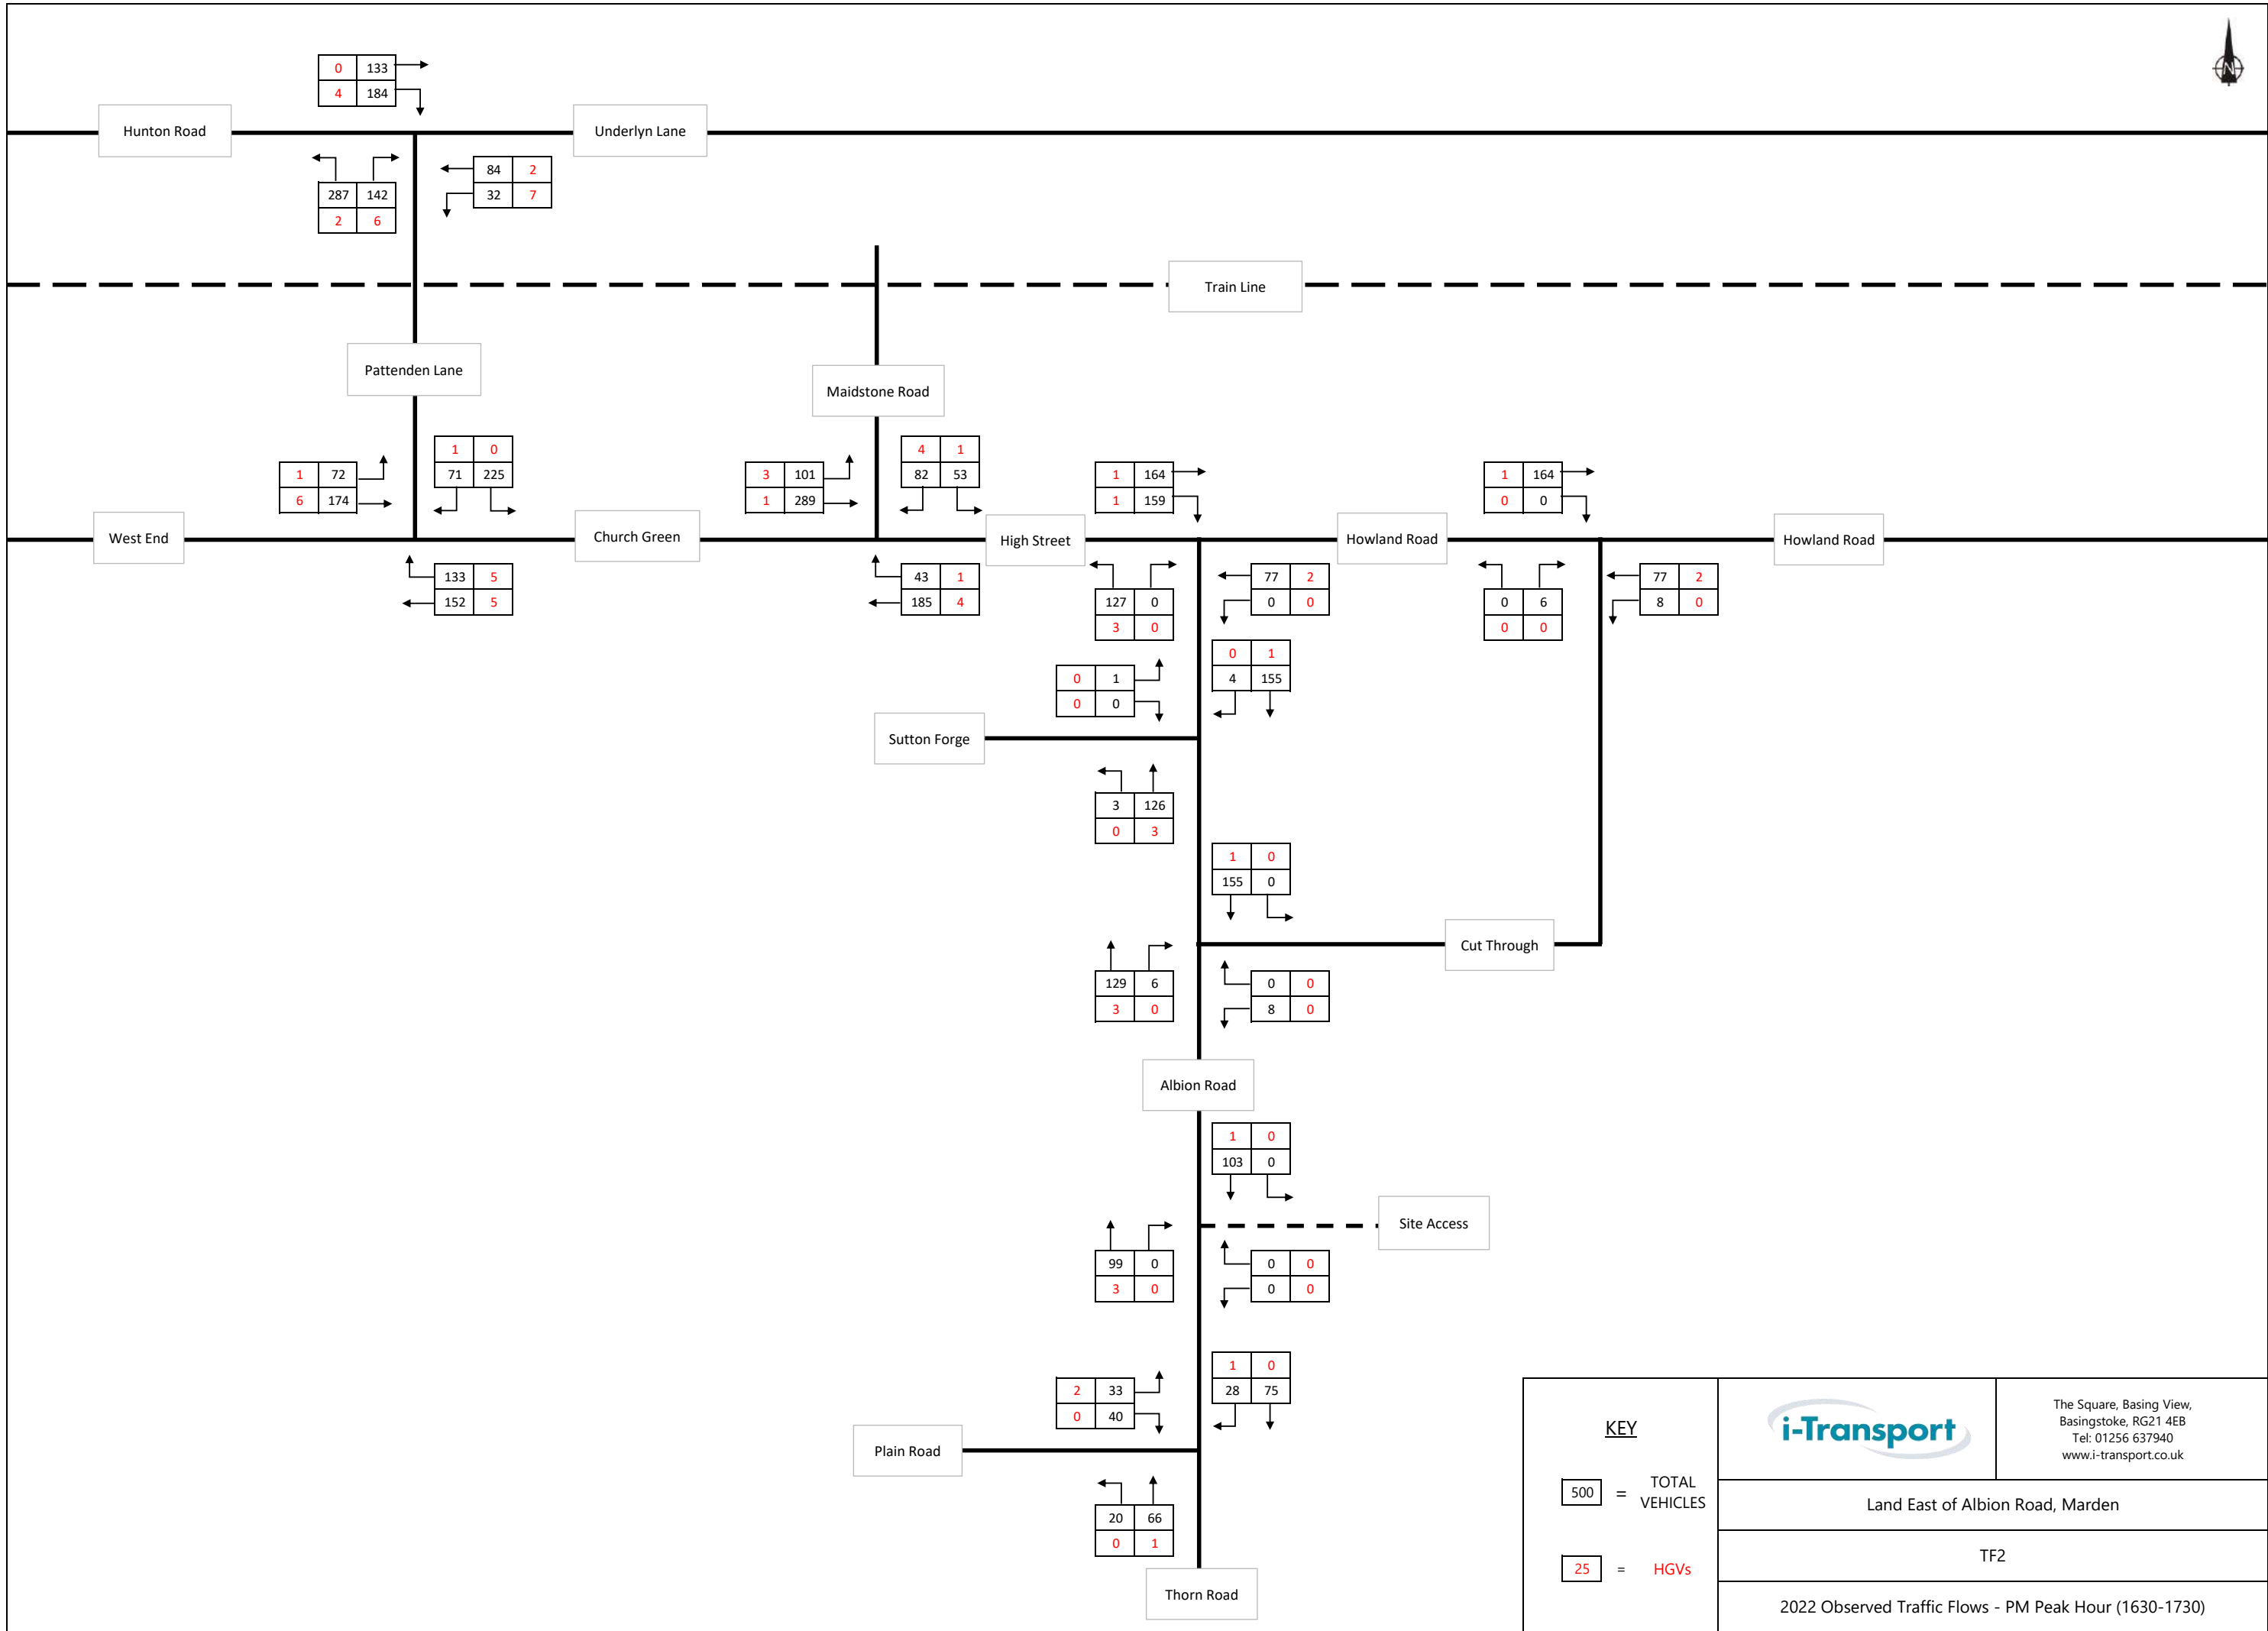 N
0 133
4 184
Hunton Road
Underlyn Lane
287 142
2 6
84 2
32 7
Train Line
Pattenden Lane
Maidstone Road
1 72
6 174
1 0
71 225
3 101
1 289
4 1
82 53
1 164
1 159
1 164
0 0
West End
Church Green
High Street
Howland Road
Howland Road
133 5
152 5
43 1
185 4
127 0
3 0
77 2
0 0
0 6
0 0
77 2
8 0
0 1
0 0
0 1
4 155
Sutton Forge
3 126
0 3
1 0
155 0
Cut Through
129 6
3 0
0 0
8 0
Albion Road
1 0
103 0
Site Access
99 0
3 0
0 0
0 0
2 33
0 40
1 0
28 75
Plain Road
20 66
0 1
Thorn Road
KEY
500 = TOTAL VEHICLES
25 = HGVs
i-Transport
The Square, Basing View,
Basingstoke, RG21 4EB
Tel: 01256 637940
www.i-transport.co.uk
Land East of Albion Road, Marden
TF2
2022 Observed Traffic Flows - PM Peak Hour (1630-1730)